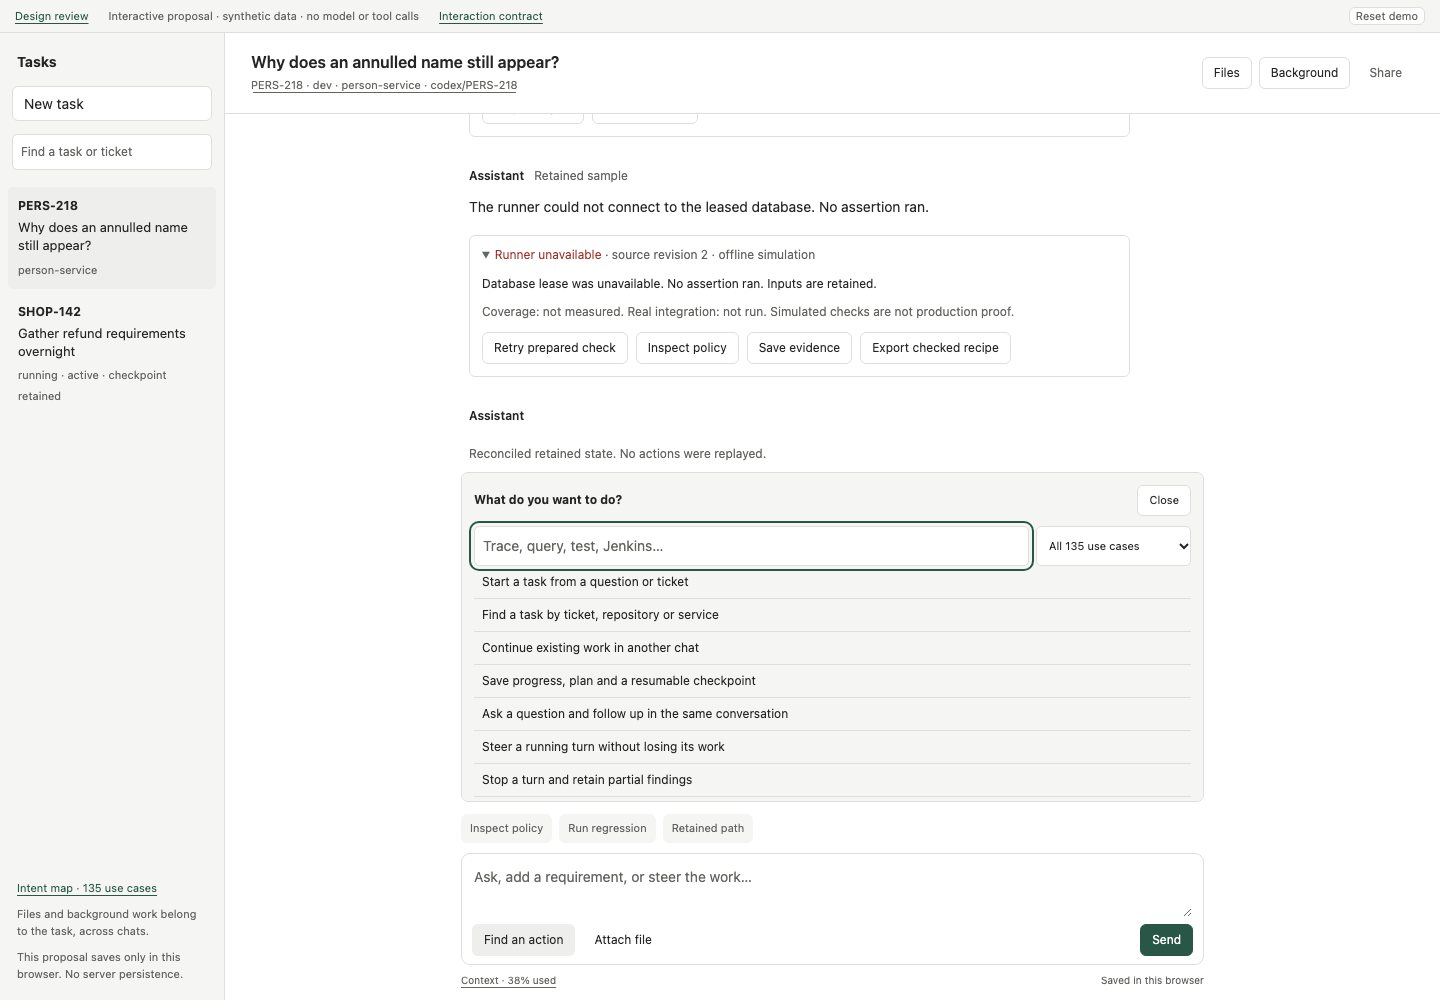 Design review
Interactive proposal · synthetic data · no model or tool calls
Interaction contract
Reset demo
Tasks
New task
Find a task or ticket
PERS-218
Why does an annulled name
still appear?
person-service
SHOP-142
Gather refund requirements
overnight
running · active · checkpoint
retained
Intent map · 135 use cases
Files and background work belong
to the task, across chats.
This proposal saves only in this
browser. No server persistence.
Why does an annulled name still appear?
PERS-218 · dev · person-service · codex/PERS-218
Files
Background
Share
Assistant Retained sample
The runner could not connect to the leased database. No assertion ran.
▼ Runner unavailable · source revision 2 · offline simulation
Database lease was unavailable. No assertion ran. Inputs are retained.
Coverage: not measured. Real integration: not run. Simulated checks are not production proof.
Retry prepared check
Inspect policy
Save evidence
Export checked recipe
Assistant
Reconciled retained state. No actions were replayed.
What do you want to do?
Close
Trace, query, test, Jenkins...
All 135 use cases
Start a task from a question or ticket
Find a task by ticket, repository or service
Continue existing work in another chat
Save progress, plan and a resumable checkpoint
Ask a question and follow up in the same conversation
Steer a running turn without losing its work
Stop a turn and retain partial findings
Inspect policy
Run regression
Retained path
Ask, add a requirement, or steer the work...
Find an action
Attach file
Send
Context · 38% used
Saved in this browser